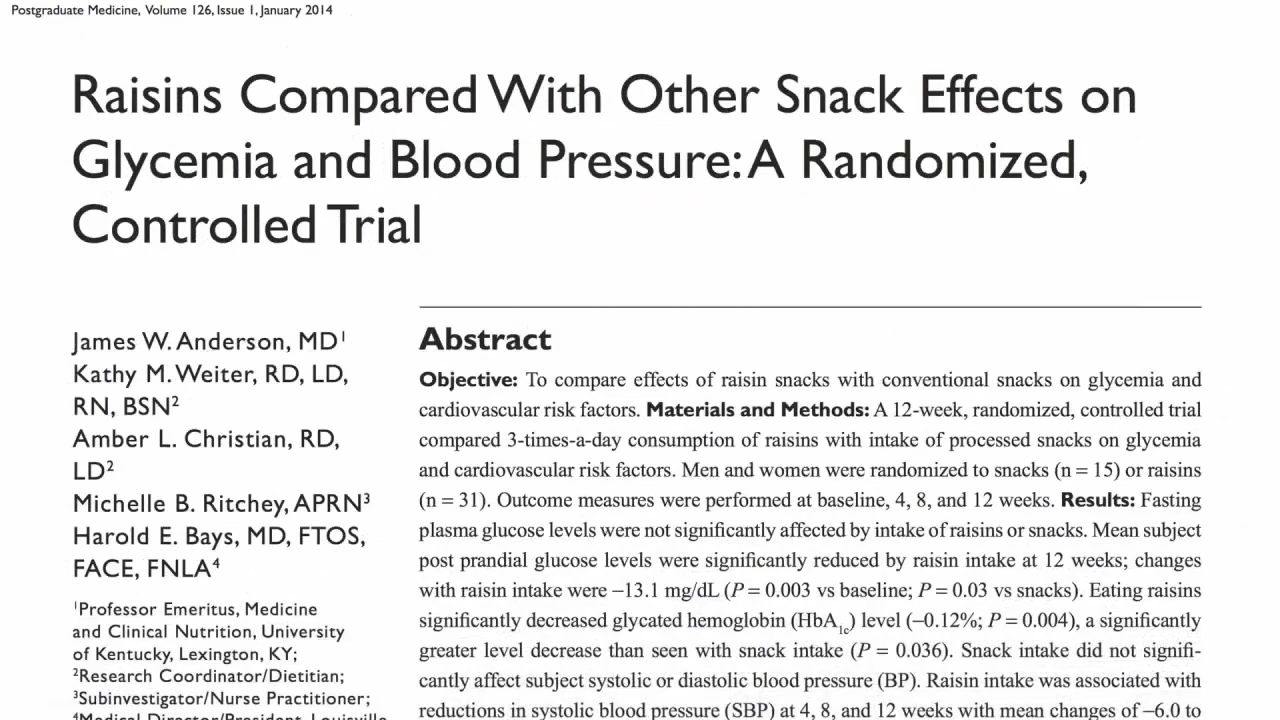 Postgraduate Medicine, Volume 126, Issue 1, January 2014
Raisins Compared With Other Snack Effects on
Glycemia and Blood Pressure: A Randomized,
Controlled Trial
James W. Anderson, MD¹
Kathy M. Weiter, RD, LD,
RN, BSN²
Amber L. Christian, RD,
LD²
Michelle B. Ritchey, APRN³
Harold E. Bays, MD, FTOS,
FACE, FNLA⁴
¹Professor Emeritus, Medicine
and Clinical Nutrition, University
of Kentucky, Lexington, KY;
²Research Coordinator/Dietitian;
³Subinvestigator/Nurse Practitioner;
⁴Medical Director/President, Louisville
Abstract
Objective: To compare effects of raisin snacks with conventional snacks on glycemia and
cardiovascular risk factors. Materials and Methods: A 12-week, randomized, controlled trial
compared 3-times-a-day consumption of raisins with intake of processed snacks on glycemia
and cardiovascular risk factors. Men and women were randomized to snacks (n = 15) or raisins
(n = 31). Outcome measures were performed at baseline, 4, 8, and 12 weeks. Results: Fasting
plasma glucose levels were not significantly affected by intake of raisins or snacks. Mean subject
post prandial glucose levels were significantly reduced by raisin intake at 12 weeks; changes
with raisin intake were −13.1 mg/dL (P = 0.003 vs baseline; P = 0.03 vs snacks). Eating raisins
significantly decreased glycated hemoglobin (HbA1c) level (−0.12%; P = 0.004), a significantly
greater level decrease than seen with snack intake (P = 0.036). Snack intake did not signifi-
cantly affect subject systolic or diastolic blood pressure (BP). Raisin intake was associated with
reductions in systolic blood pressure (SBP) at 4, 8, and 12 weeks with mean changes of −6.0 to